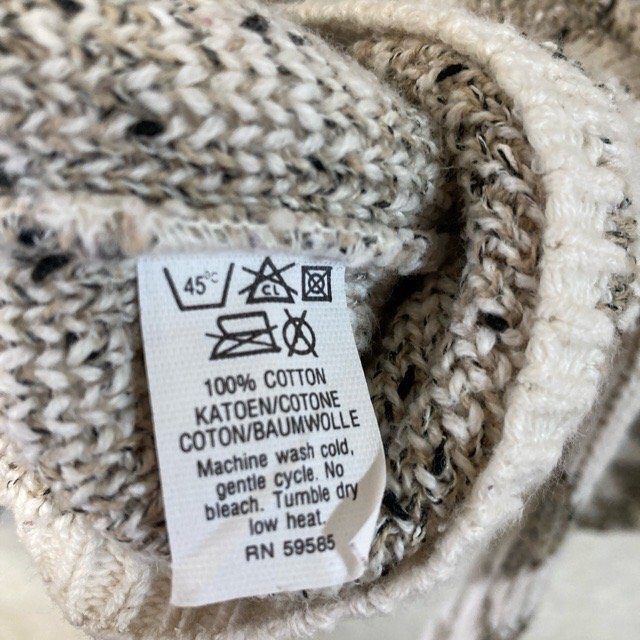 45°C CL
100% COTTON
KATOEN/COTONE
COTON/BAUMWOLLE
Machine wash cold,
gentle cycle. No
bleach. Tumble dry
low heat.
RN 59585